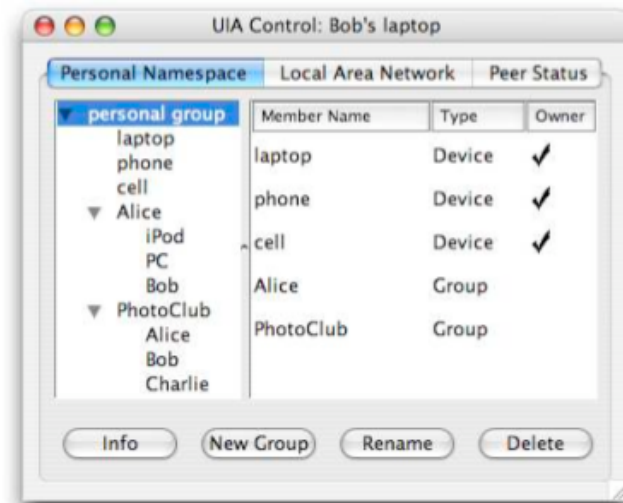 UIA Control: Bob's laptop
Personal Namespace Local Area Network Peer Status
personal group
laptop
phone
cell
Alice
iPod
PC
Bob
PhotoClub
Alice
Bob
Charlie
Member Name Type Owner
laptop Device
phone Device
cell Device
Alice Group
PhotoClub Group
Info New Group Rename Delete